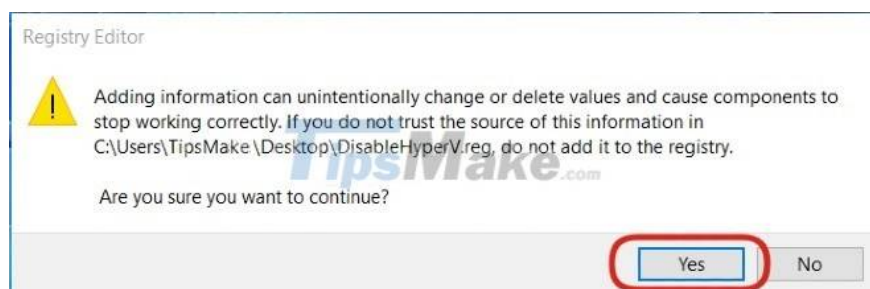 Registry Editor
Adding information can unintentionally change or delete values and cause components to
stop working correctly. If you do not trust the source of this information in
C:\Users\TipsMake\Desktop\DisableHyperV.reg, do not add it to the registry.
TipsMake.com
Are you sure you want to continue?
Yes No